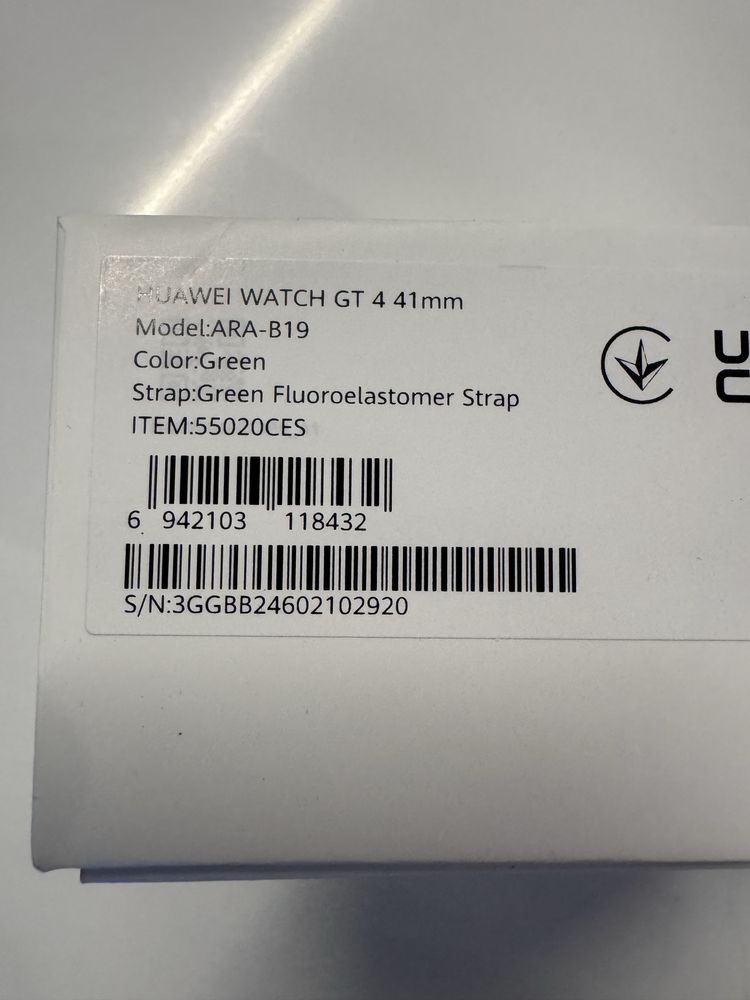 HUAWEI WATCH GT 4 41mm
Model:ARA-B19
Color:Green
Strap:Green Fluoroelastomer Strap
ITEM:55020CES
6 942103 118432
S/N:3GGBB24602102920